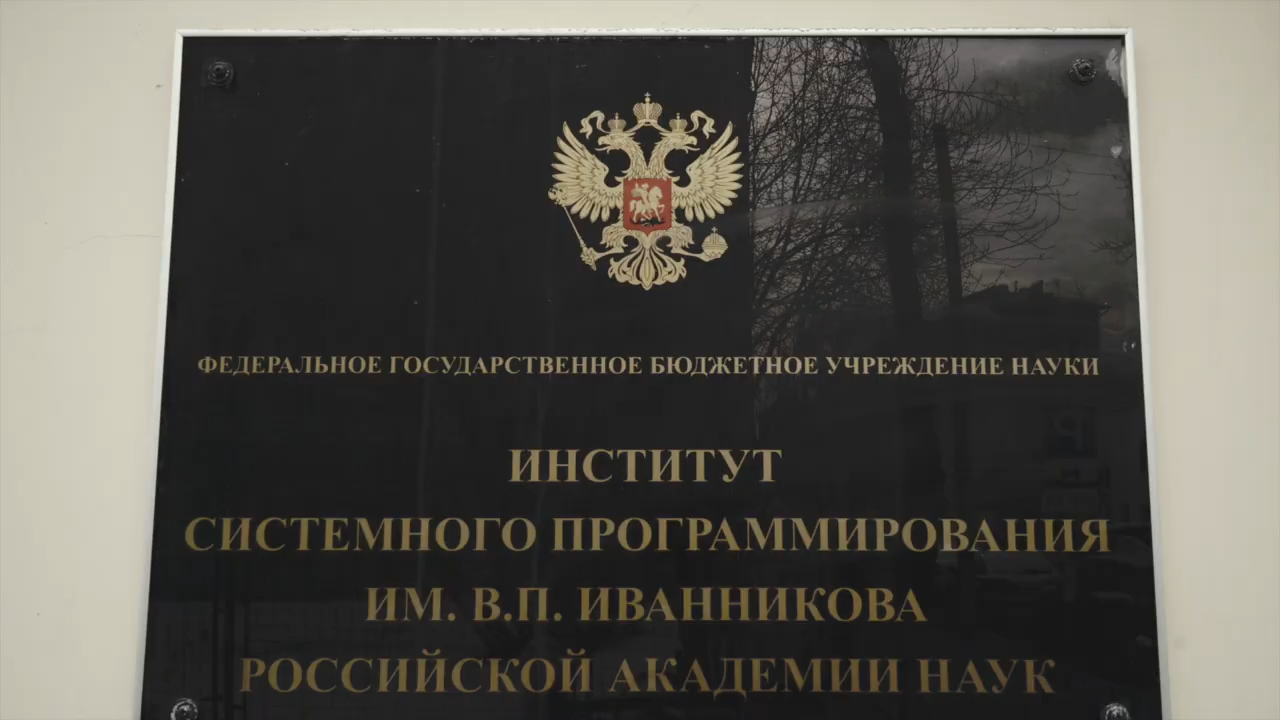 ФЕДЕРАЛЬНОЕ ГОСУДАРСТВЕННОЕ БЮДЖЕТНОЕ УЧРЕЖДЕНИЕ НАУКИ
ИНСТИТУТ
СИСТЕМНОГО ПРОГРАММИРОВАНИЯ
ИМ. В.П. ИВАННИКОВА
РОССИЙСКОЙ АКАДЕМИИ НАУК